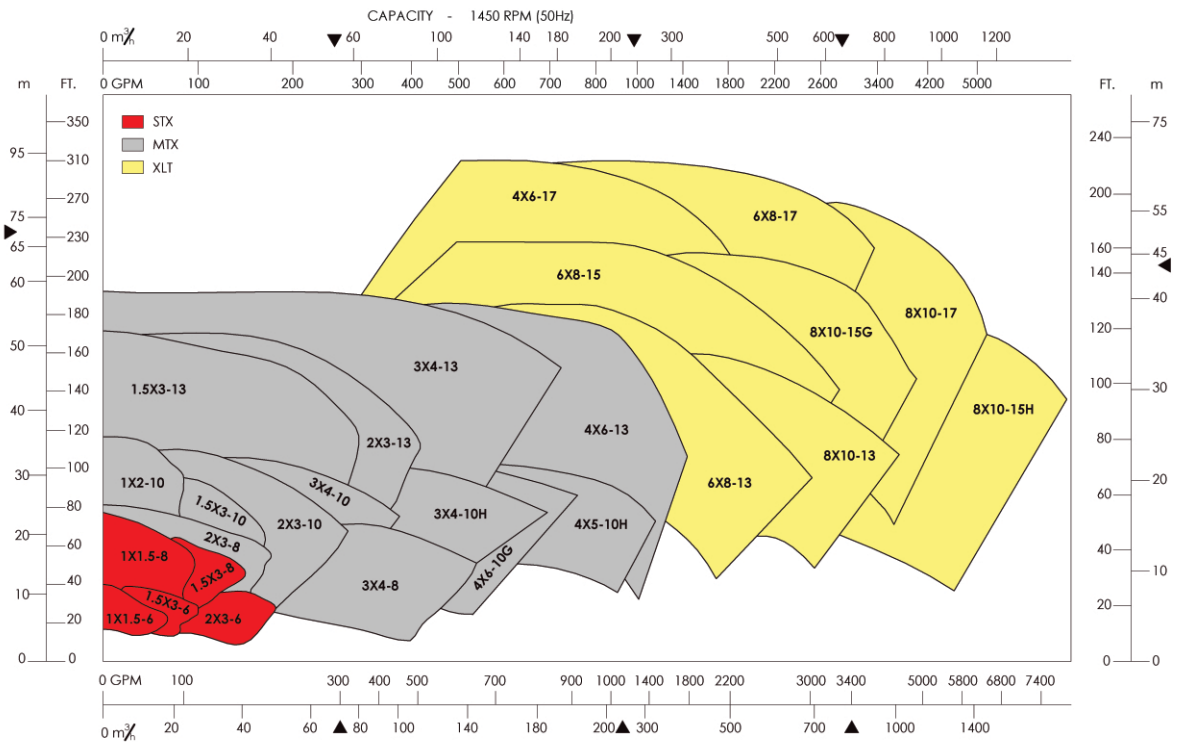 CAPACITY - 1450 RPM (50Hz)
0 m³/h 20 40 60 100 140 180 200 300 500 600 800 1000 1200
0 GPM 100 200 300 400 500 600 700 800 1000 1400 1800 2200 2600 3400 4200 5000
m FT. FT. m
350 75
STX
240
MTX
95
310
XLT
4X6-17
270
200
75
6X8-17
55
230
65
160 45
6X8-15
200
140
60
40
8X10-17
180
8X10-15G
120
50
160
3X4-13
100 30
1.5X3-13
140
40
8X10-15H
120
4X6-13
2X3-13
80
8X10-13
100
30
20
1X2-10
3X4-10
6X8-13
60
80
1.5X3-10
3X4-10H
2X3-10
4X5-10H
2X3-8
20
60
1X1.5-8
40
1.5X3-8
4X6-10G
3X4-8
40
10
10
1.5X3-6
20
1X1.5-6
2X3-6
20
0 0 0 0
0 GPM 100 300 400 500 700 900 1000 1400 1800 2200 3000 3400 5000 5800 6800 7400
0 m³/h 20 40 60 80 100 140 180 200 300 500 700 1000 1400